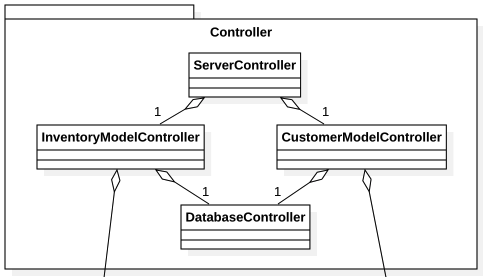 Controller
ServerController
1
1
InventoryModelController
CustomerModelController
1
1
DatabaseController